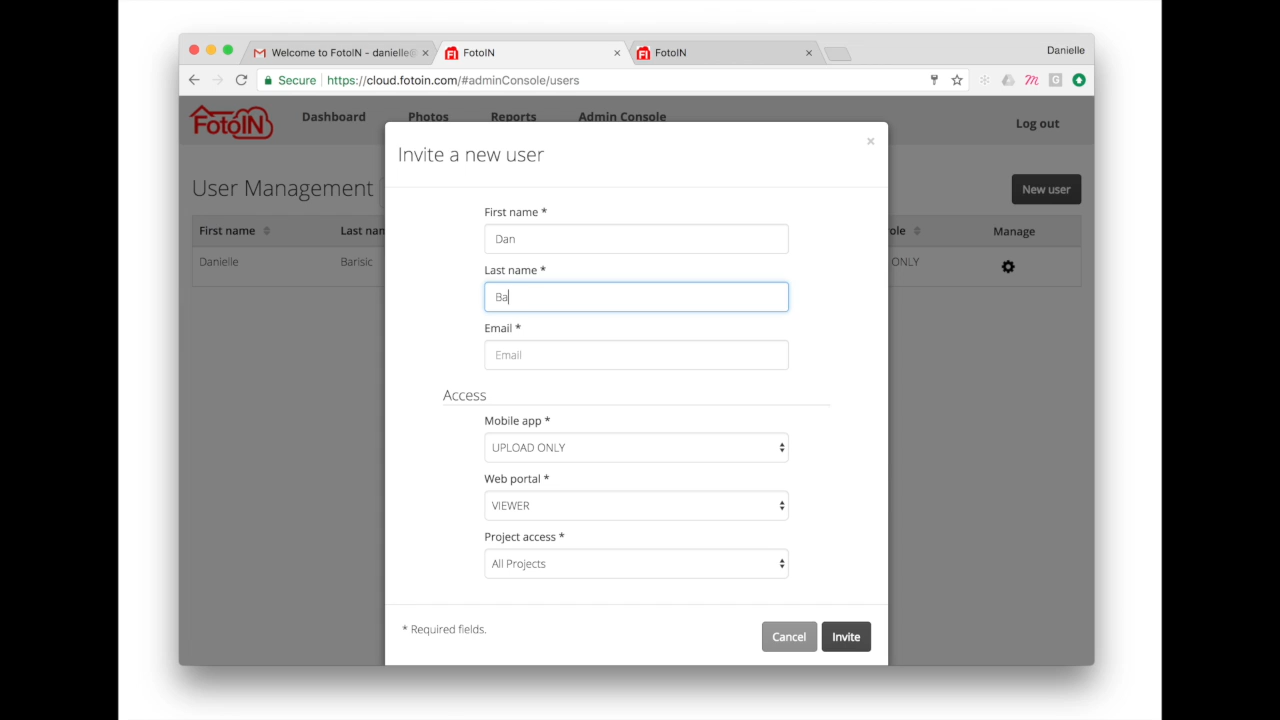 Welcome to FotoIN - danielle@
FotoIN
FotoIN
Danielle
Secure
https://cloud.fotoin.com/#adminConsole/users
FotoIN
Dashboard
Photos
Reports
Admin Console
Log out
User Management
New user
First name
Last nam
ole
Manage
Danielle
Barisic
ONLY
Invite a new user
×
First name *
Dan
Last name *
Ba
Email *
Email
Access
Mobile app *
UPLOAD ONLY
Web portal *
VIEWER
Project access *
All Projects
* Required fields.
Cancel
Invite